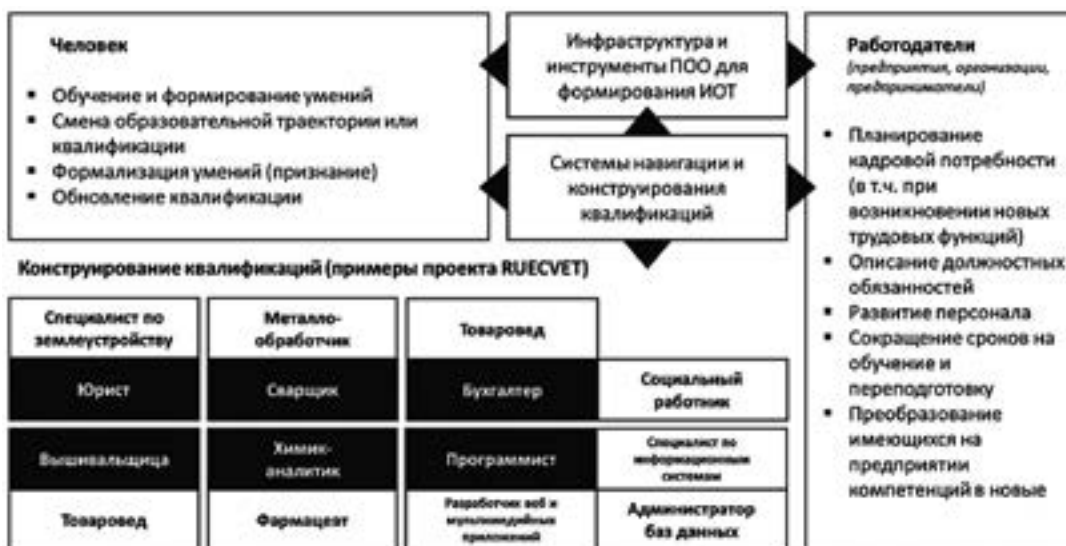 Человек
▪ Обучение и формирование умений
▪ Смена образовательной траектории или
квалификации
▪ Формализация умений (признание)
▪ Обновление квалификации
Инфраструктура и
инструменты ПОО для
формирования ИОТ
Системы навигации и
конструирования
квалификаций
Работодатели
(предприятия, организации,
предприниматели)
▪ Планирование
кадровой потребности
(в т.ч. при
возникновении новых
трудовых функций)
▪ Описание должностных
обязанностей
▪ Развитие персонала
▪ Сокращение сроков на
обучение и
переподготовку
▪ Преобразование
имеющихся на
предприятии
компетенций в новые
Конструирование квалификаций (примеры проекта RUECVET)
Специалист по
землеустройству
Металло-
обработчик
Товаровед
Юрист
Сварщик
Бухгалтер
Социальный
работник
Вышивальщица
Химик-
аналитик
Программист
Специалист по
информационным
системам
Товаровед
Фармацевт
Разработчик веб и
мультимедийных
приложений
Администратор
баз данных